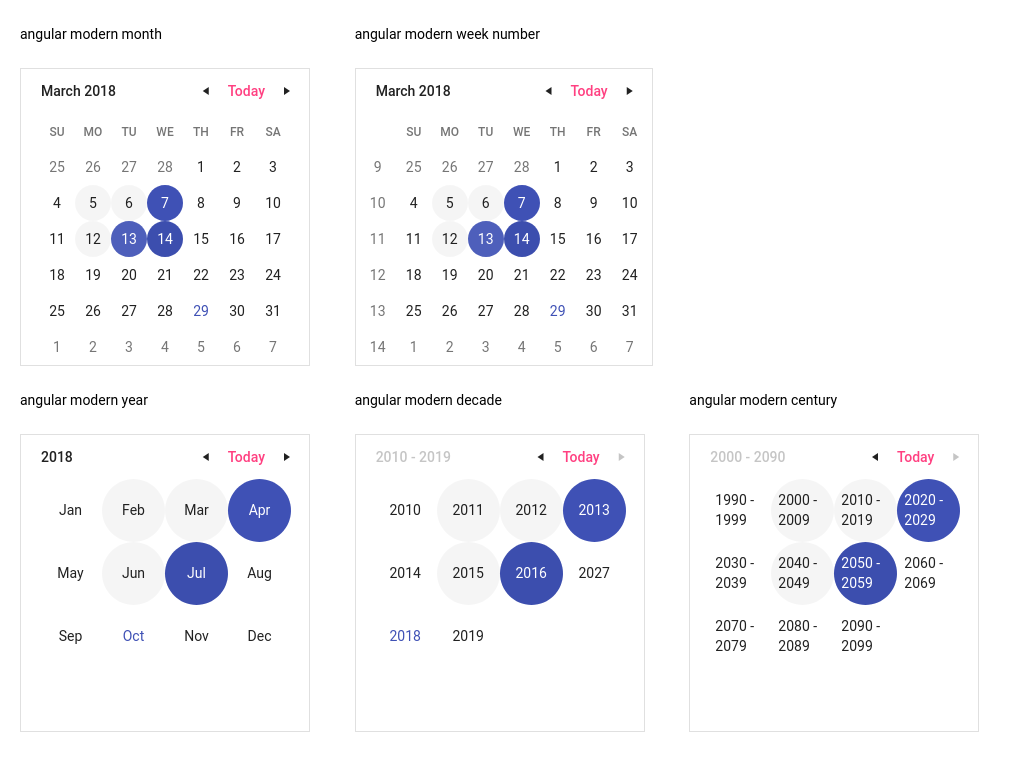 angular modern month
angular modern week number
March 2018 Today
SU MO TU WE TH FR SA
25 26 27 28 1 2 3
4 5 6 7 8 9 10
11 12 13 14 15 16 17
18 19 20 21 22 23 24
25 26 27 28 29 30 31
1 2 3 4 5 6 7
March 2018 Today
SU MO TU WE TH FR SA
9 25 26 27 28 1 2 3
10 4 5 6 7 8 9 10
11 11 12 13 14 15 16 17
12 18 19 20 21 22 23 24
13 25 26 27 28 29 30 31
14 1 2 3 4 5 6 7
angular modern year
angular modern decade
angular modern century
2018 Today
Jan Feb Mar Apr
May Jun Jul Aug
Sep Oct Nov Dec
2010 - 2019 Today
2010 2011 2012 2013
2014 2015 2016 2027
2018 2019
2000 - 2090 Today
1990 - 2000 - 2010 - 2020 -
1999 2009 2019 2029
2030 - 2040 - 2050 - 2060 -
2039 2049 2059 2069
2070 - 2080 - 2090 -
2079 2089 2099